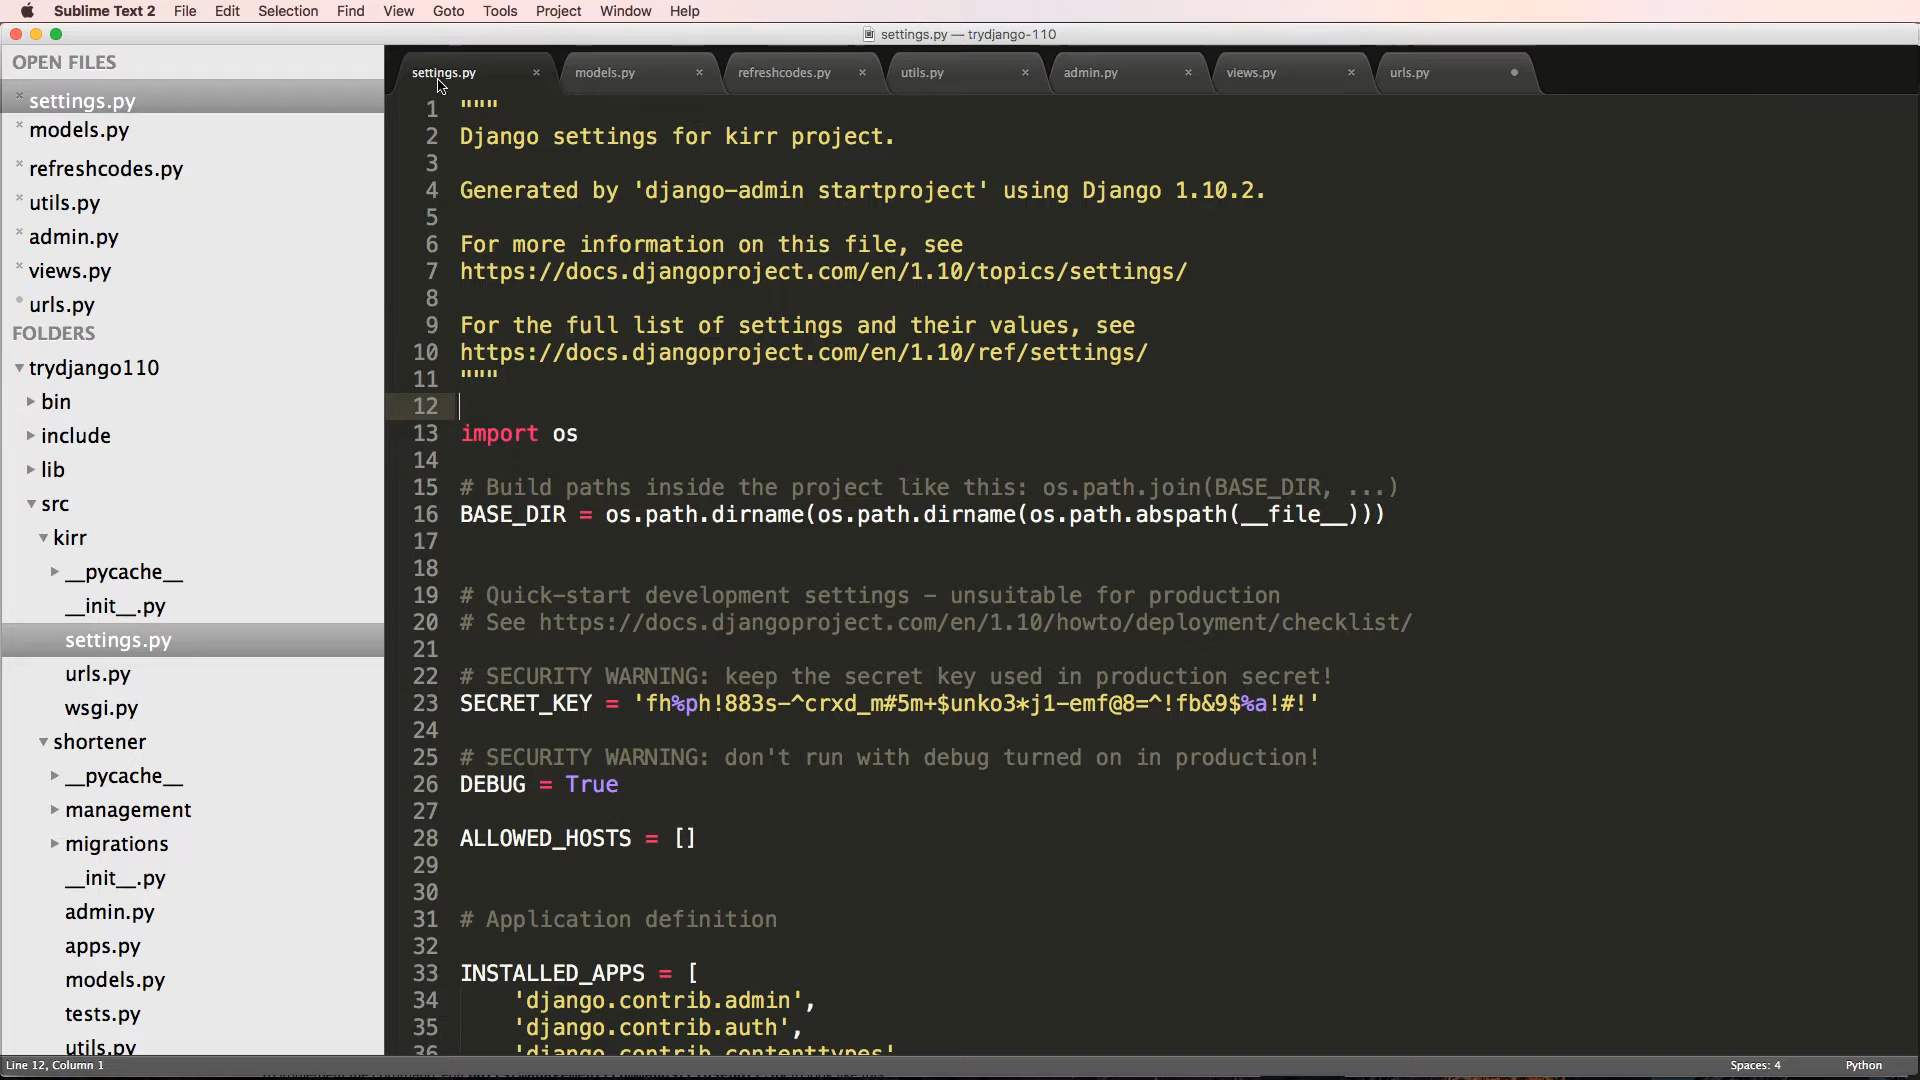 Sublime Text 2 File Edit Selection Find View Goto Tools Project Window Help
settings.py — trydjango-110
OPEN FILES
settings.py
models.py
refreshcodes.py
utils.py
admin.py
views.py
urls.py
FOLDERS
trydjango110
bin
include
lib
src
kirr
__pycache__
__init__.py
settings.py
urls.py
wsgi.py
shortener
__pycache__
management
migrations
__init__.py
admin.py
apps.py
models.py
tests.py
utils.py
settings.py × models.py × refreshcodes.py × utils.py × admin.py × views.py × urls.py
1 """
2 Django settings for kirr project.
3
4 Generated by 'django-admin startproject' using Django 1.10.2.
5
6 For more information on this file, see
7 https://docs.djangoproject.com/en/1.10/topics/settings/
8
9 For the full list of settings and their values, see
10 https://docs.djangoproject.com/en/1.10/ref/settings/
11 """
12
13 import os
14
15 # Build paths inside the project like this: os.path.join(BASE_DIR, ...)
16 BASE_DIR = os.path.dirname(os.path.dirname(os.path.abspath(__file__)))
17
18
19 # Quick-start development settings - unsuitable for production
20 # See https://docs.djangoproject.com/en/1.10/howto/deployment/checklist/
21
22 # SECURITY WARNING: keep the secret key used in production secret!
23 SECRET_KEY = 'fh%ph!883s-^crxd_m#5m+$unko3*j1-emf@8=^!fb&9$%a!#!'
24
25 # SECURITY WARNING: don't run with debug turned on in production!
26 DEBUG = True
27
28 ALLOWED_HOSTS = []
29
30
31 # Application definition
32
33 INSTALLED_APPS = [
34 'django.contrib.admin',
35 'django.contrib.auth',
36 'django.contrib.contenttypes'
Line 12, Column 1 Spaces: 4 Python